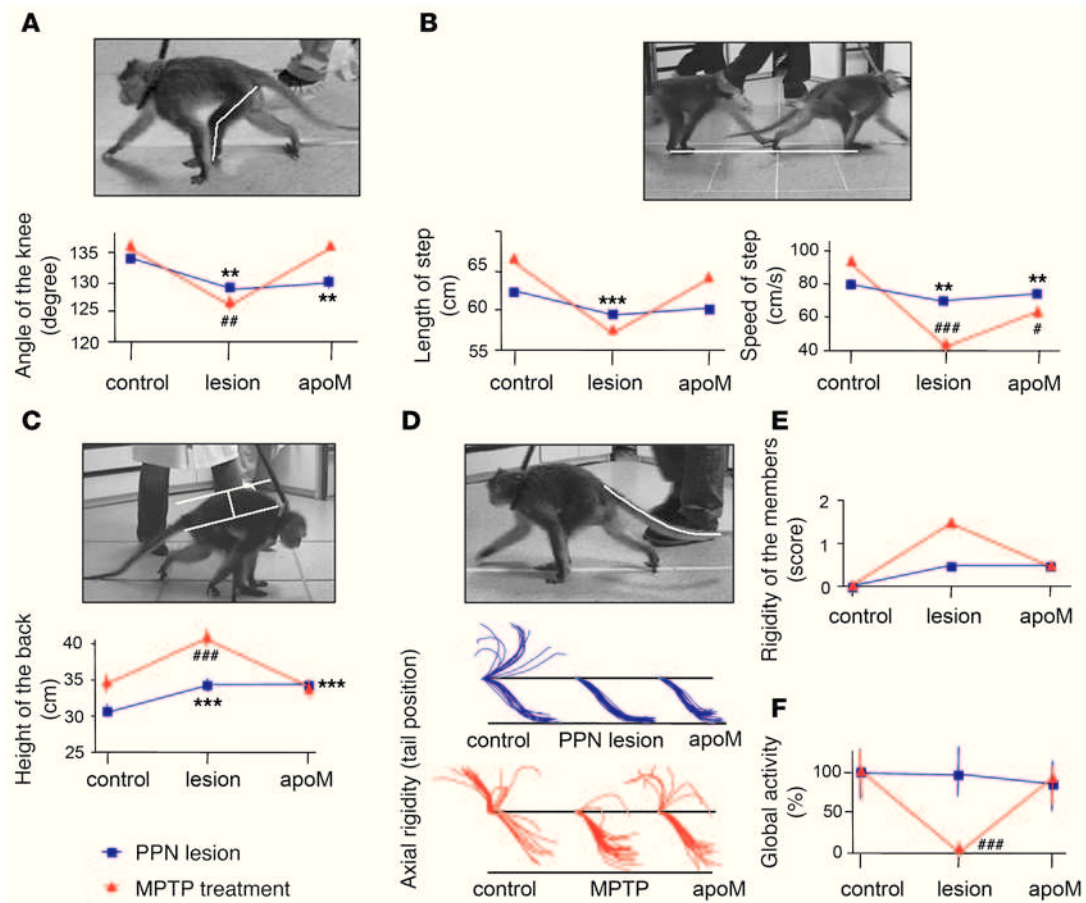 A
Angle of the knee
(degree)
135
130
125
120
**
##
**
control
lesion
apoM
B
Length of step
(cm)
65
60
55
***
control
lesion
apoM
Speed of step
(cm/s)
100
80
60
40
**
###
**
#
control
lesion
apoM
C
Height of the back
(cm)
40
35
30
25
###
***
***
control
lesion
apoM
PPN lesion
MPTP treatment
D
Axial rigidity (tail position)
control
PPN lesion
apoM
control
MPTP
apoM
E
Rigidity of the members
(score)
2
1
0
control
lesion
apoM
F
Global activity
(%)
100
50
0
###
control
lesion
apoM